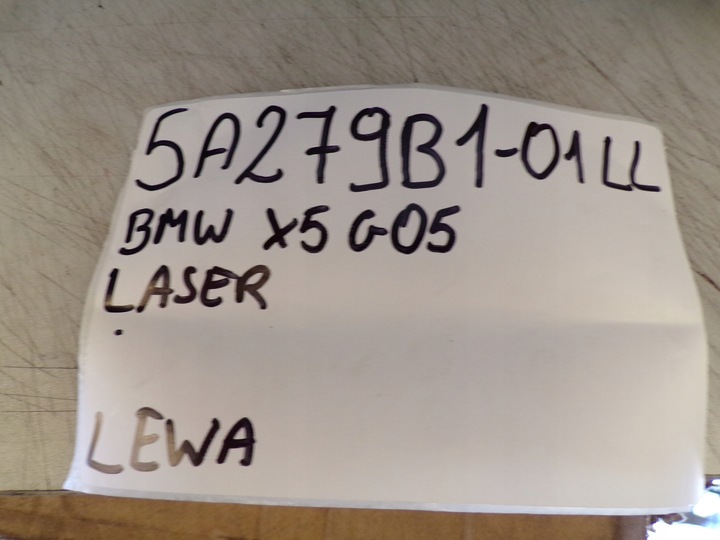 5A279B1-01LL
BMW X5 G05
LASER
LEWA